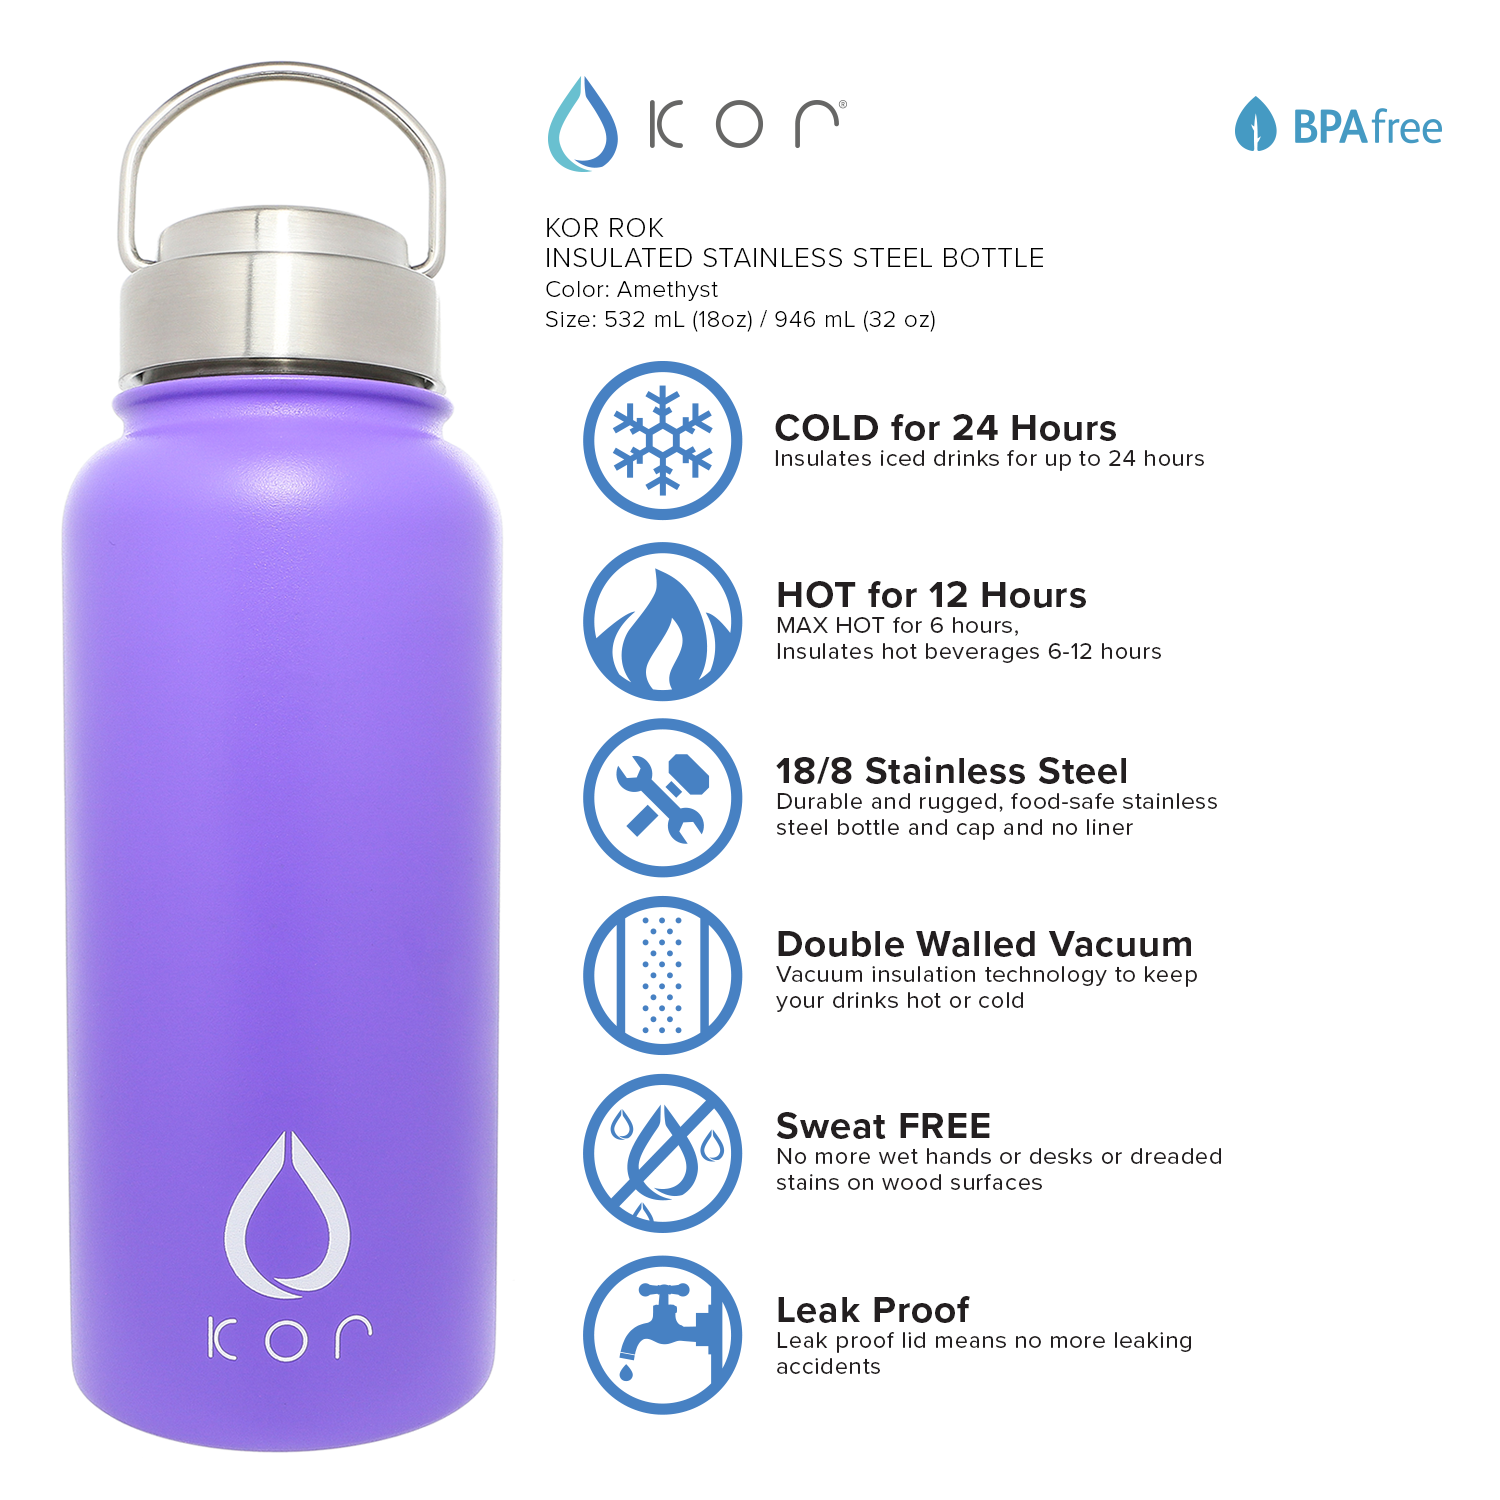 kor®
BPAfree
KOR ROK
INSULATED STAINLESS STEEL BOTTLE
Color: Amethyst
Size: 532 mL (18oz) / 946 mL (32 oz)
COLD for 24 Hours
Insulates iced drinks for up to 24 hours
HOT for 12 Hours
MAX HOT for 6 hours,
Insulates hot beverages 6-12 hours
18/8 Stainless Steel
Durable and rugged, food-safe stainless
steel bottle and cap and no liner
Double Walled Vacuum
Vacuum insulation technology to keep
your drinks hot or cold
Sweat FREE
No more wet hands or desks or dreaded
stains on wood surfaces
Leak Proof
Leak proof lid means no more leaking
accidents
kor